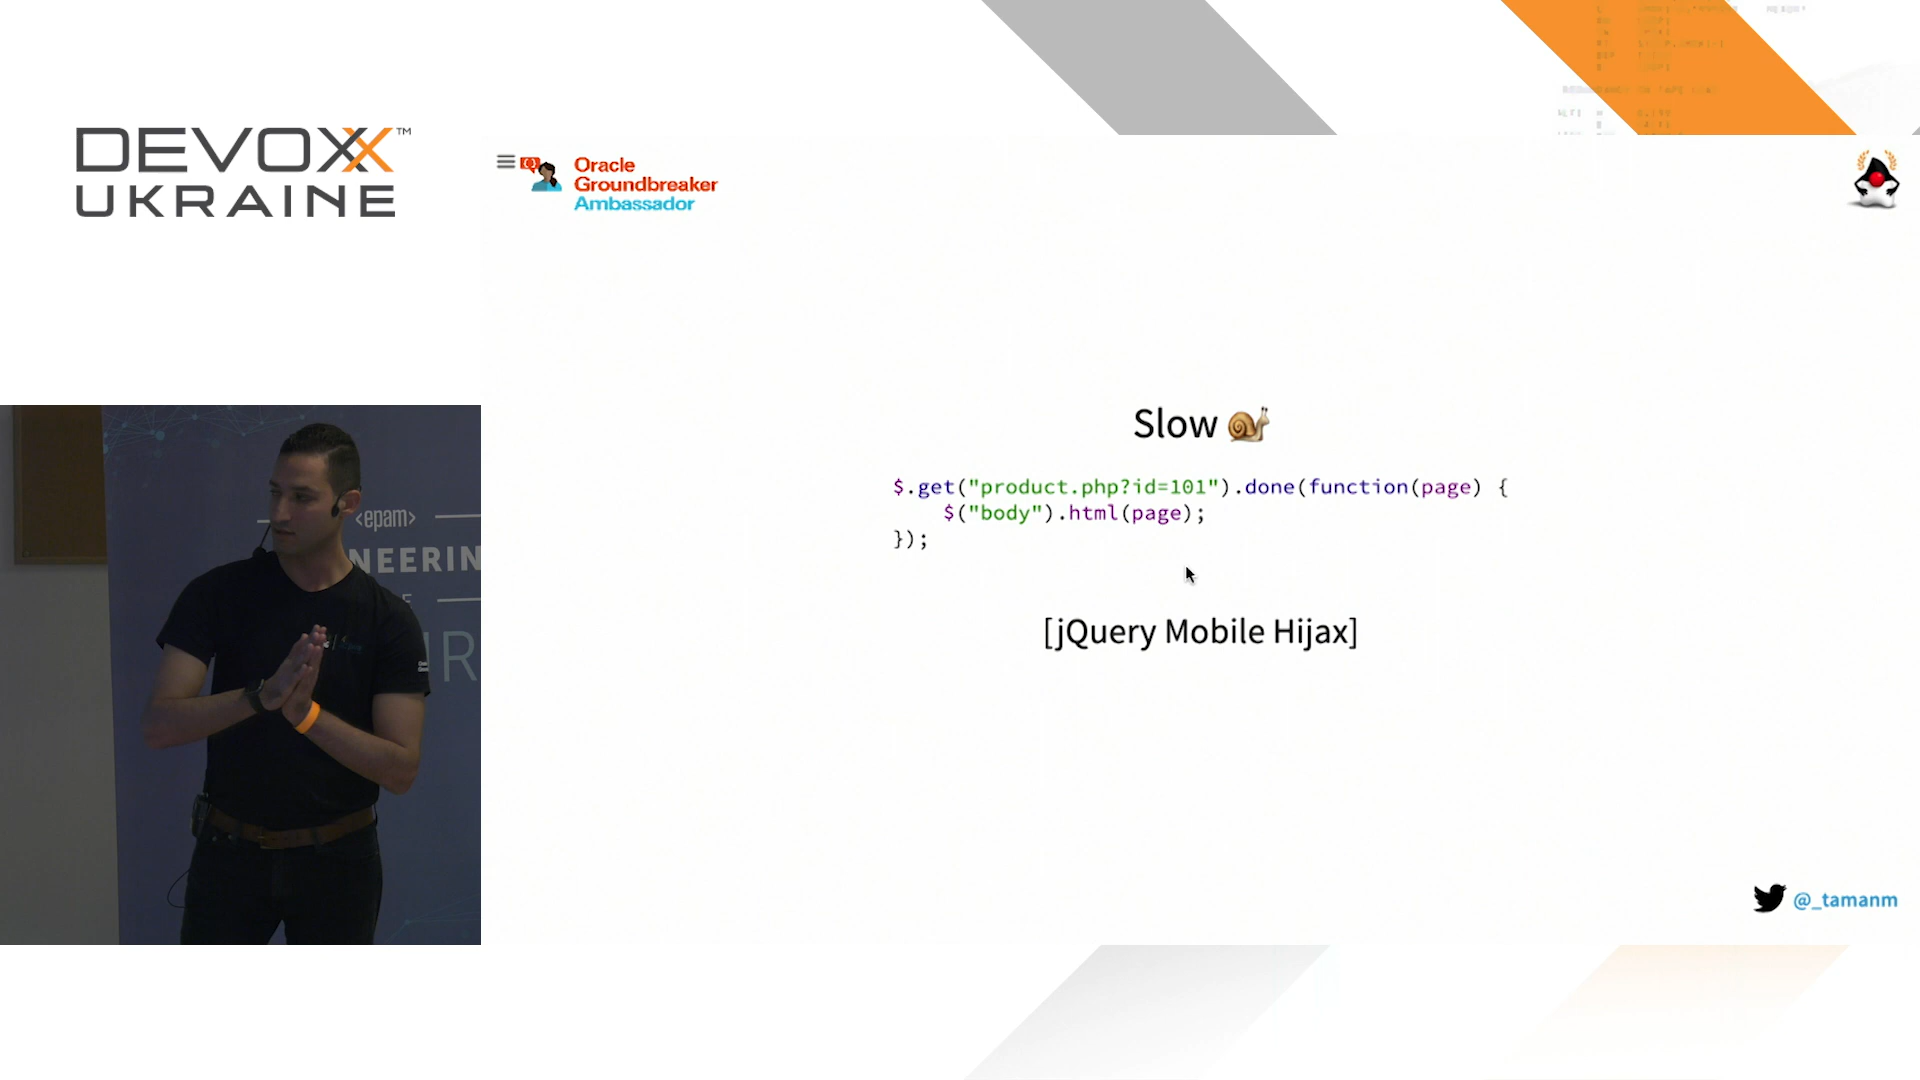 DEVOXX™
UKRAINE
Oracle
Groundbreaker
Ambassador
Slow
$.get("product.php?id=101").done(function(page) {
    $("body").html(page);
});
[jQuery Mobile Hijax]
<epam>
NEERIN
R
@_tamanm